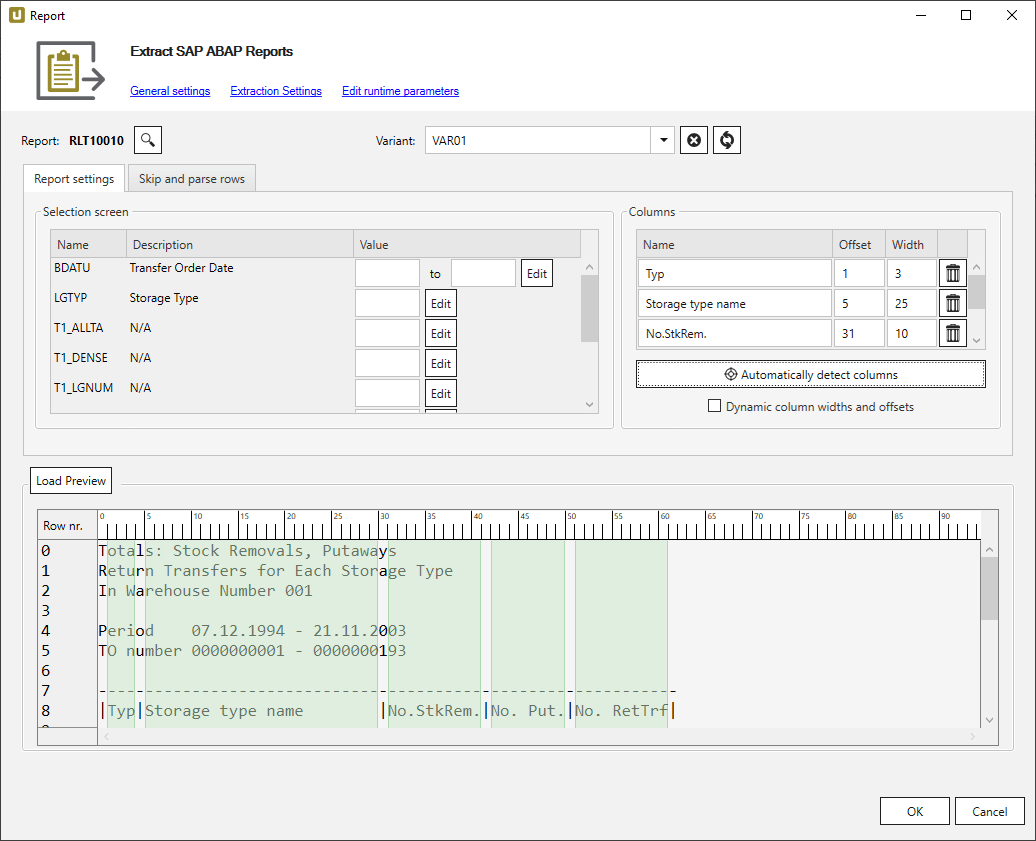 Report
Extract SAP ABAP Reports
General settings Extraction Settings Edit runtime parameters
Report: RLT10010 Variant: VAR01
Report settings Skip and parse rows
Selection screen
Name Description Value
BDATU Transfer Order Date to Edit
LGTYP Storage Type Edit
T1_ALLTA N/A Edit
T1_DENSE N/A Edit
T1_LGNUM N/A Edit
Columns
Name Offset Width
Typ 1 3
Storage type name 5 25
No.StkRem. 31 10
Automatically detect columns
Dynamic column widths and offsets
Load Preview
Row nr. 0 5 10 15 20 25 30 35 40 45 50 55 60 65 70 75 80 85 90
0 Totals: Stock Removals, Putaways
1 Return Transfers for Each Storage Type
2 In Warehouse Number 001
3
4 Period 07.12.1994 - 21.11.2003
5 TO number 0000000001 - 0000000193
6
7 --------------------------------------------------------------
8 |Typ|Storage type name |No.StkRem.|No. Put.|No. RetTrf|
OK Cancel